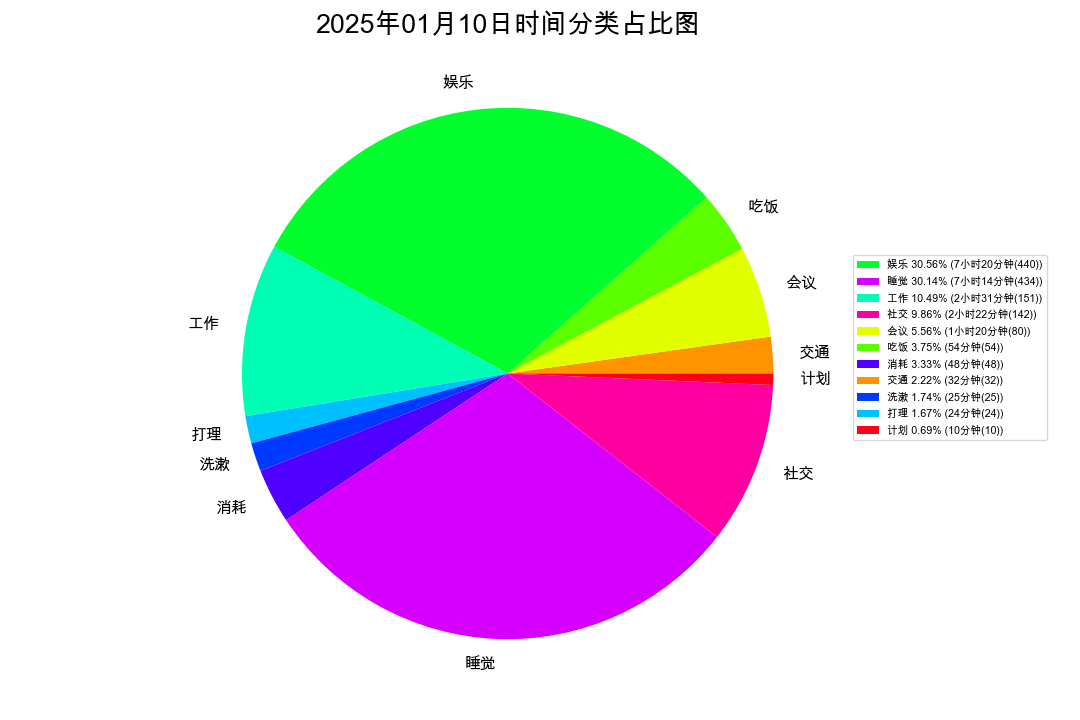 2025年01月10日时间分类占比图
娱乐
吃饭
会议
工作
交通
计划
打理
洗漱
社交
消耗
睡觉
娱乐 30.56% (7小时20分钟(440))
睡觉 30.14% (7小时14分钟(434))
工作 10.49% (2小时31分钟(151))
社交 9.86% (2小时22分钟(142))
会议 5.56% (1小时20分钟(80))
吃饭 3.75% (54分钟(54))
消耗 3.33% (48分钟(48))
交通 2.22% (32分钟(32))
洗漱 1.74% (25分钟(25))
打理 1.67% (24分钟(24))
计划 0.69% (10分钟(10))